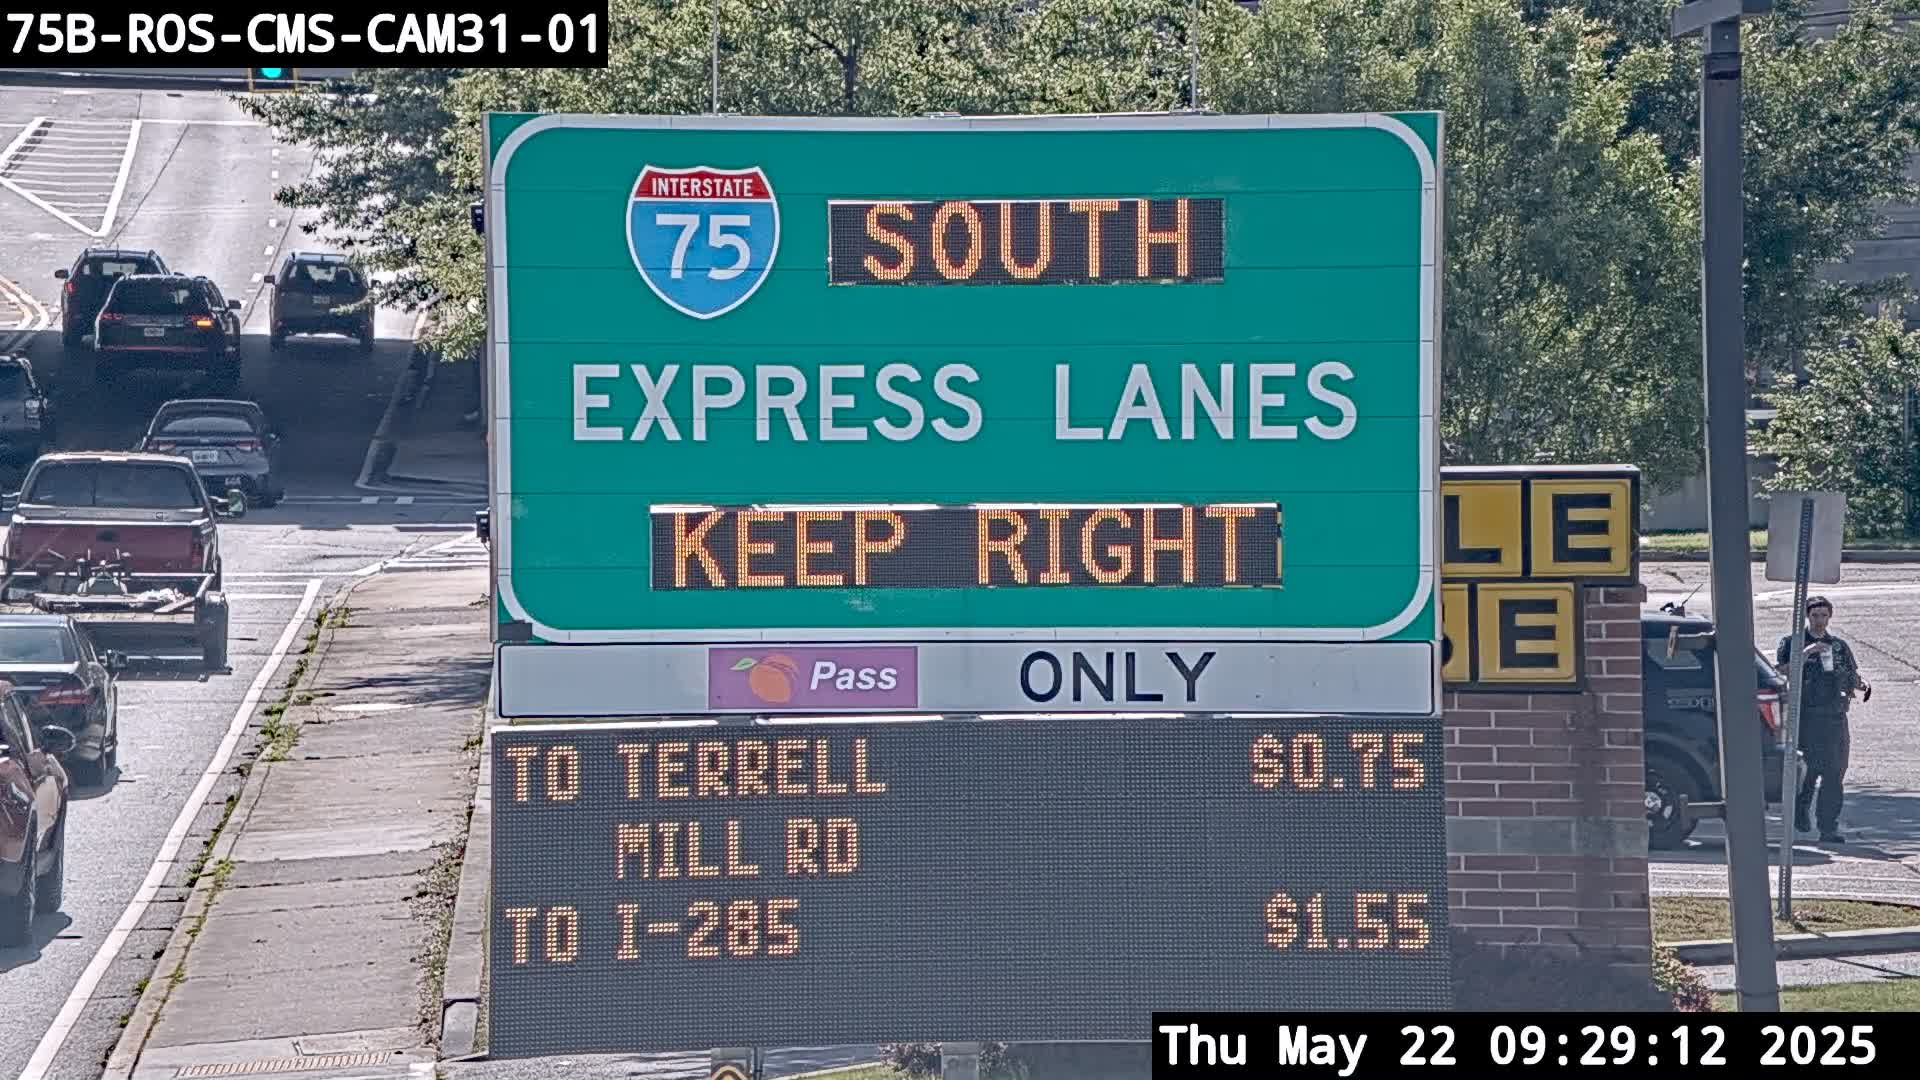 75B-ROS-CMS-CAM31-01
INTERSTATE
75
SOUTH
EXPRESS LANES
KEEP RIGHT
Pass ONLY
TO TERRELL $0.75
MILL RD
TO I-285 $1.55
LE
E
Thu May 22 09:29:12 2025